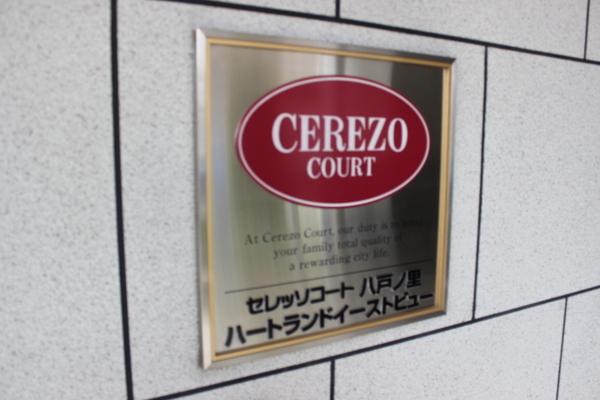 CEREZO
COURT
At Cerezo Court, our duty is to
your family total quality of
a rewarding city life.
セレッソコート 八戸ノ里
ハートランドイーストビュー